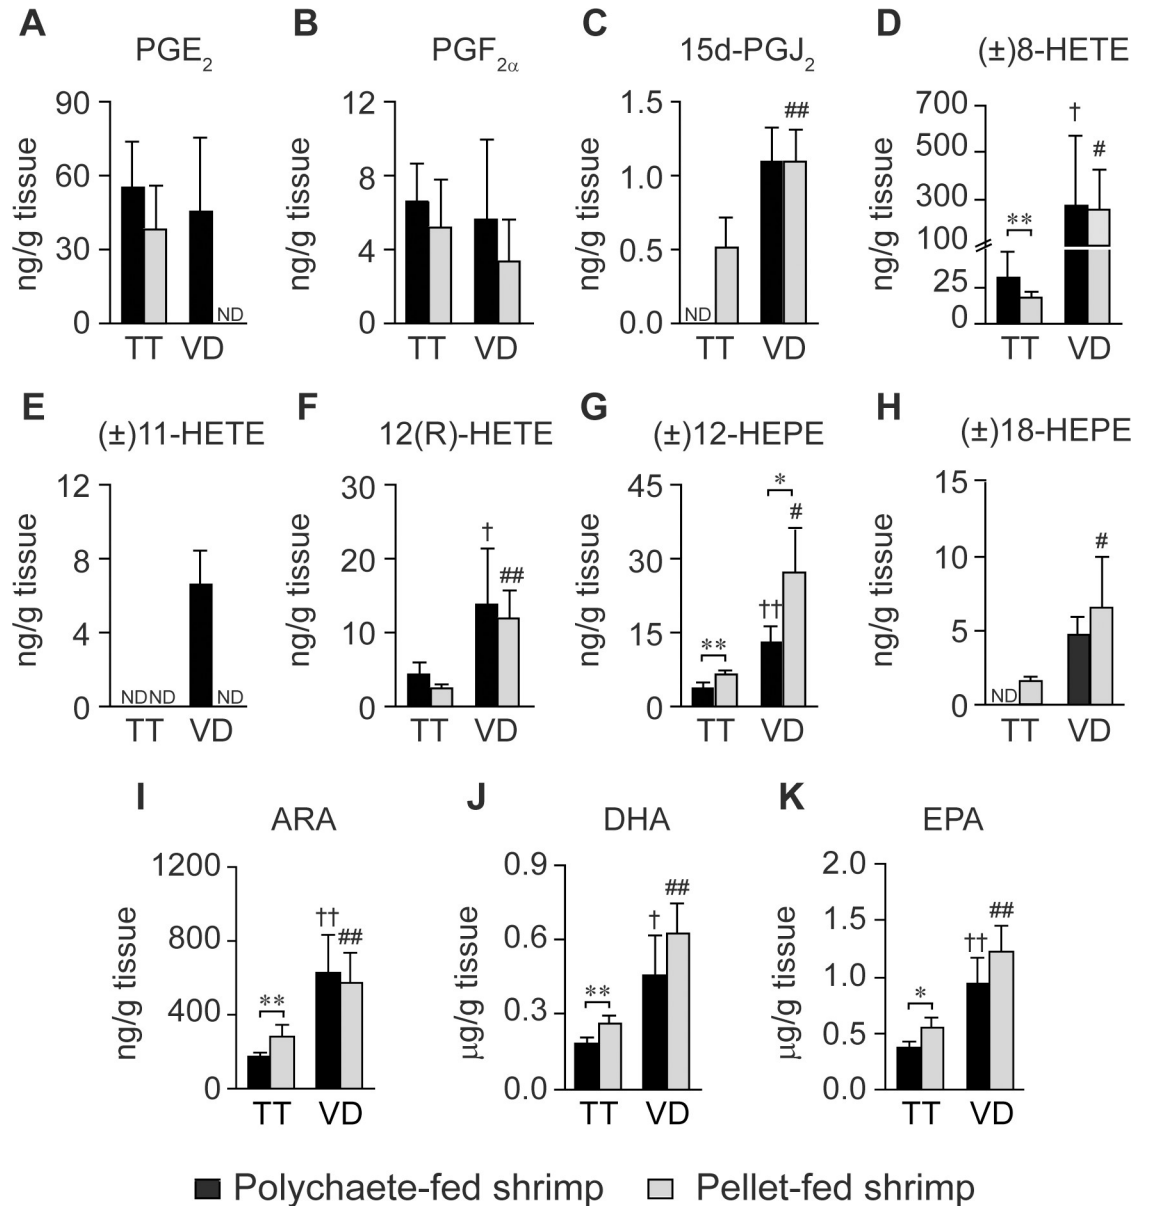 A
PGE2
90
60
30
0
ng/g tissue
ND
TT VD
B
PGF2α
12
8
4
0
ng/g tissue
TT VD
C
15d-PGJ2
1.5
1.0
0.5
0.0
ng/g tissue
ND
##
TT VD
D
(±)8-HETE
700
500
300
100
25
0
ng/g tissue
**
†
#
TT VD
E
(±)11-HETE
12
8
4
0
ng/g tissue
ND ND
ND
TT VD
F
12(R)-HETE
30
20
10
0
ng/g tissue
†
##
TT VD
G
(±)12-HEPE
45
30
15
0
ng/g tissue
**
††
*
#
TT VD
H
(±)18-HEPE
15
10
5
0
ng/g tissue
ND
#
TT VD
I
ARA
1200
800
400
0
ng/g tissue
**
††
##
TT VD
J
DHA
0.9
0.6
0.3
0.0
µg/g tissue
**
†
##
TT VD
K
EPA
2.0
1.5
1.0
0.5
0.0
µg/g tissue
*
††
##
TT VD
Polychaete-fed shrimp Pellet-fed shrimp